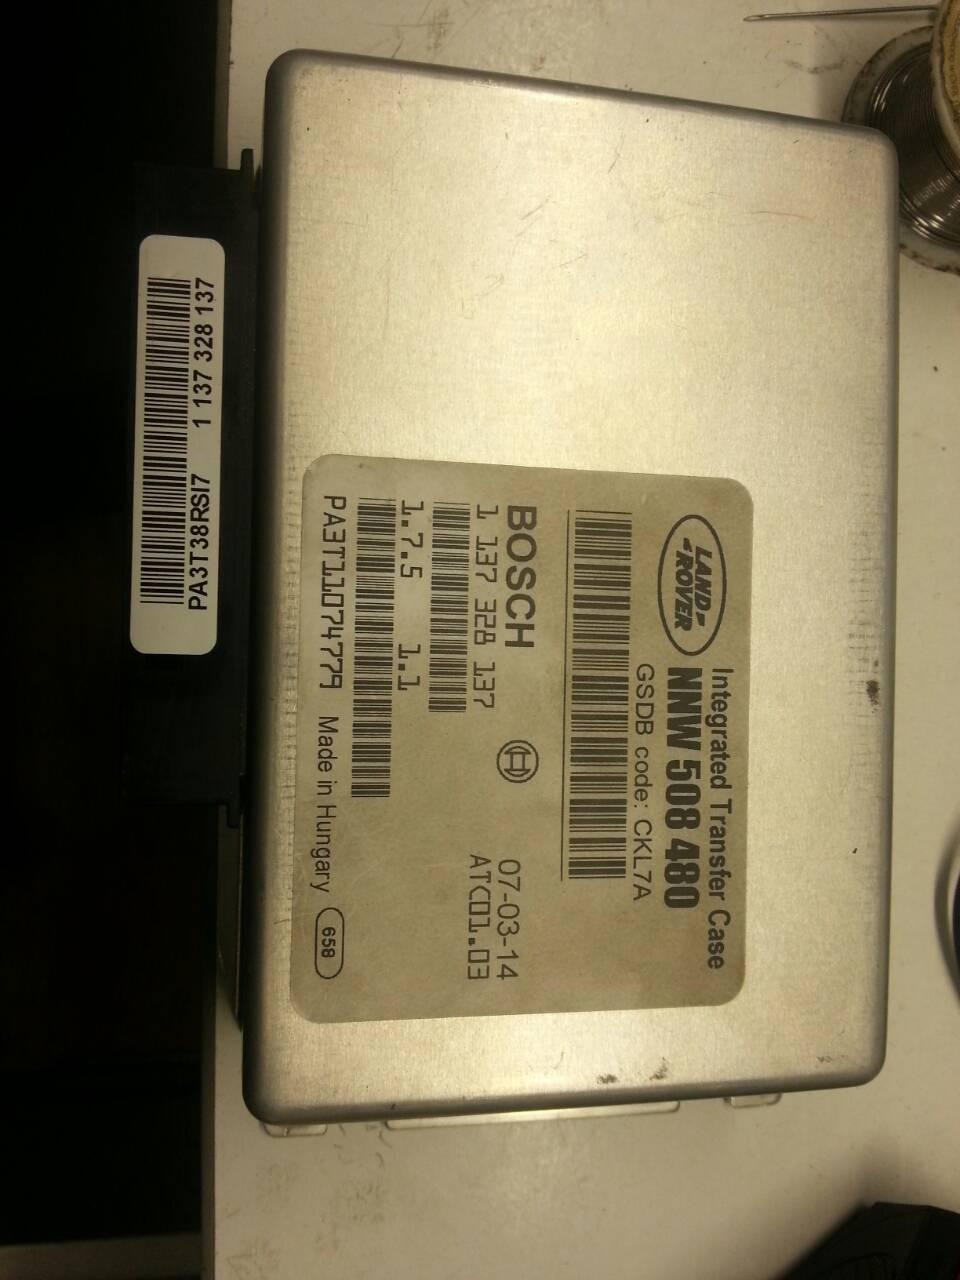 LAND-
-ROVER
Integrated Transfer Case
NNW 508 480
GSDB code: CKL7A
BOSCH
07-03-14
1 137 328 137
ATC01.03
1.7.5 1.1
PA3T11074779 Made in Hungary 658
PA3T38RSI7 1 137 328 137